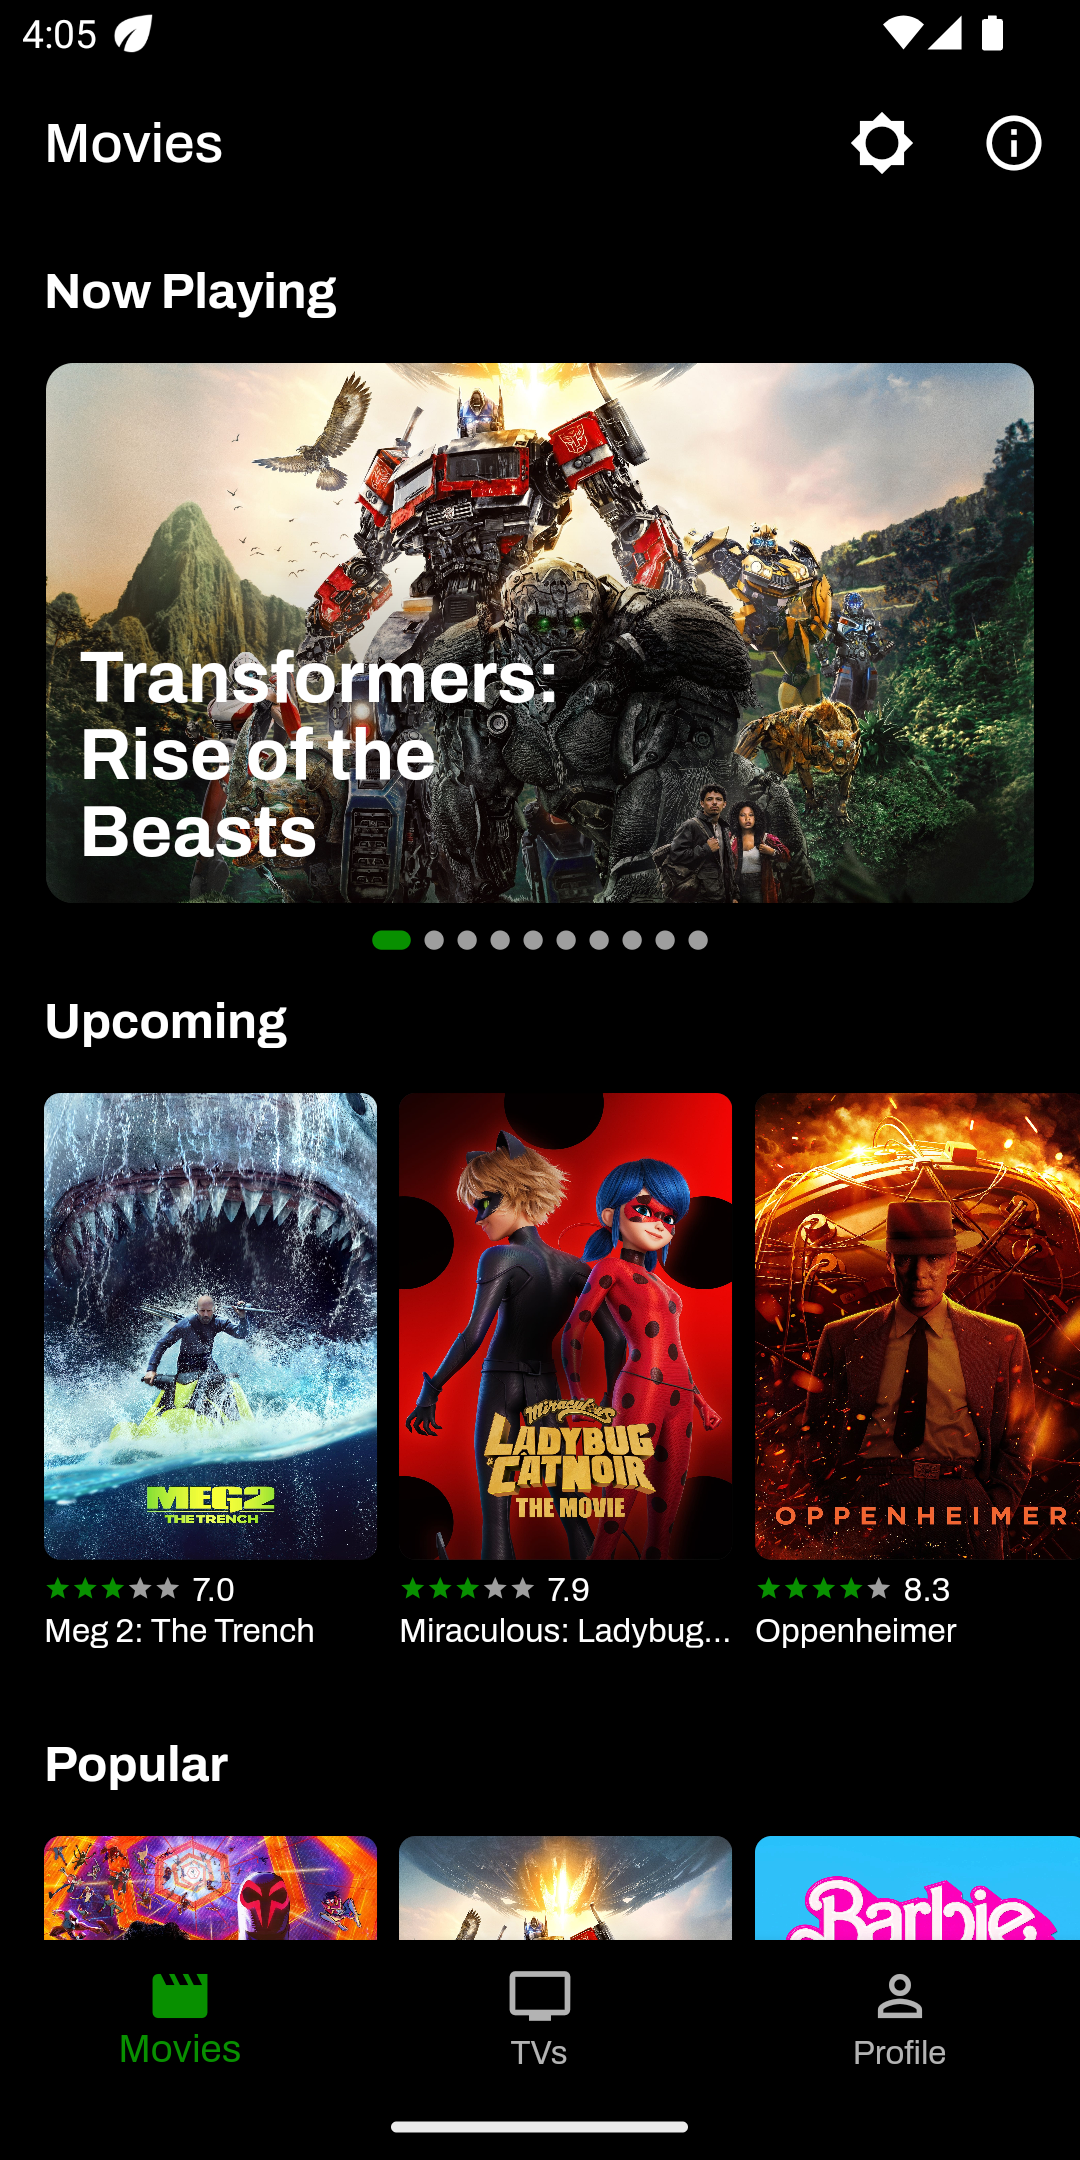 4:05
Movies
Now Playing
Transformers:
Rise of the
Beasts
Upcoming
MEG2
THE TRENCH
Miraculous
LADYBUG
& CATNOIR
THE MOVIE
OPPENHEIMER
7.0
7.9
8.3
Meg 2: The Trench
Miraculous: Ladybug...
Oppenheimer
Popular
Barbie
Movies
TVs
Profile